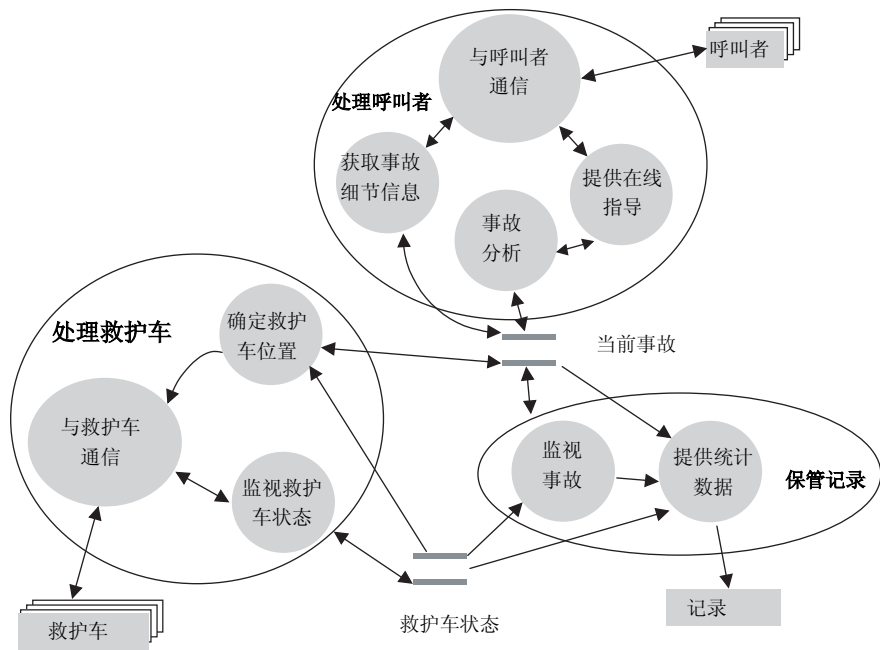 与呼叫者
通信
呼叫者
处理呼叫者
获取事故
细节信息
提供在线
指导
事故
分析
处理救护车
确定救护
车位置
当前事故
与救护车
通信
监视救护
车状态
监视
事故
提供统计
数据
保管记录
救护车
救护车状态
记录